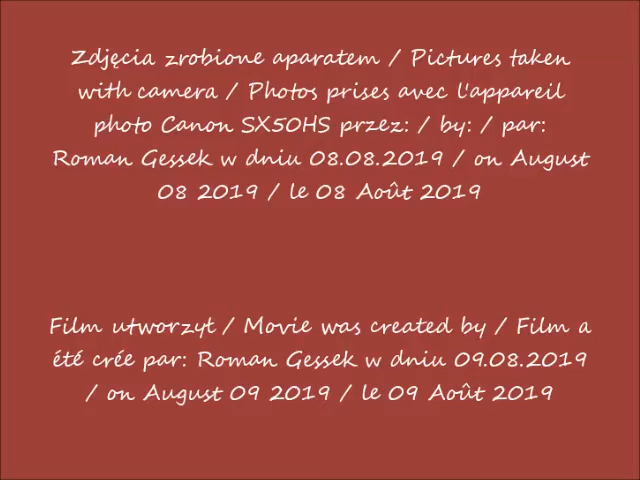 Zdjęcia zrobione aparatem / Pictures taken
with camera / Photos prises avec l'appareil
photo Canon SX50HS przez: / by: / par:
Roman Gessek w dniu 08.08.2019 / on August
08 2019 / le 08 Août 2019
Film utworzył / Movie was created by / Film a
été crée par: Roman Gessek w dniu 09.08.2019
/ on August 09 2019 / le 09 Août 2019